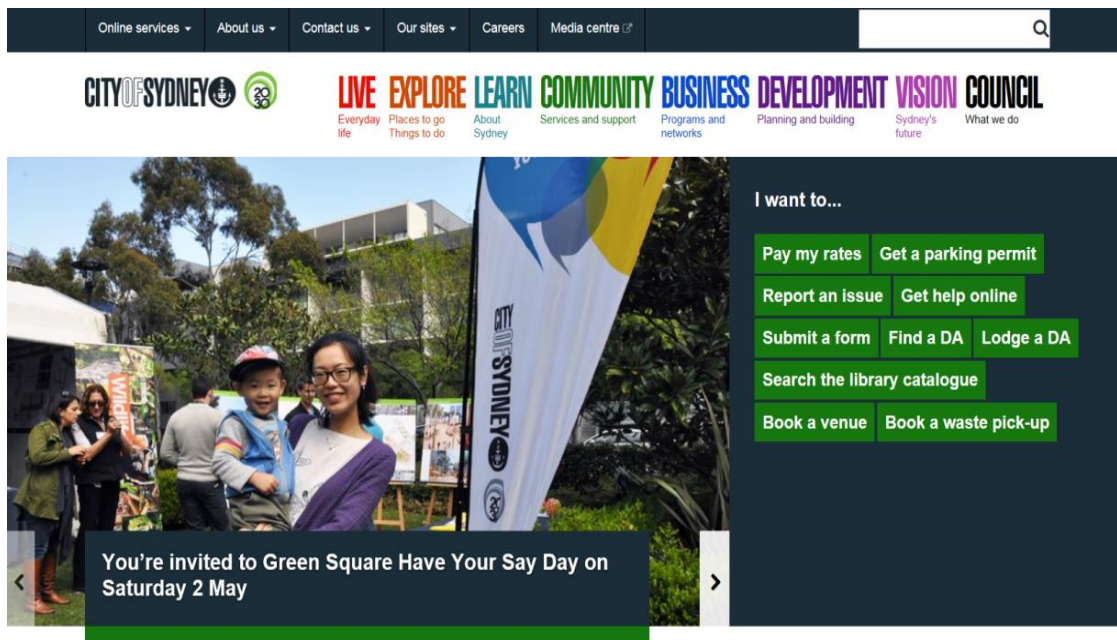 Online services
About us
Contact us
Our sites
Careers
Media centre
CITY OF SYDNEY
2030
LIVE
Everyday
life
EXPLORE
Places to go
Things to do
LEARN
About
Sydney
COMMUNITY
Services and support
BUSINESS
Programs and
networks
DEVELOPMENT
Planning and building
VISION
Sydney's
future
COUNCIL
What we do
CITY OF SYDNEY
Wildlife
I want to...
Pay my rates
Get a parking permit
Report an issue
Get help online
Submit a form
Find a DA
Lodge a DA
Search the library catalogue
Book a venue
Book a waste pick-up
You're invited to Green Square Have Your Say Day on
Saturday 2 May